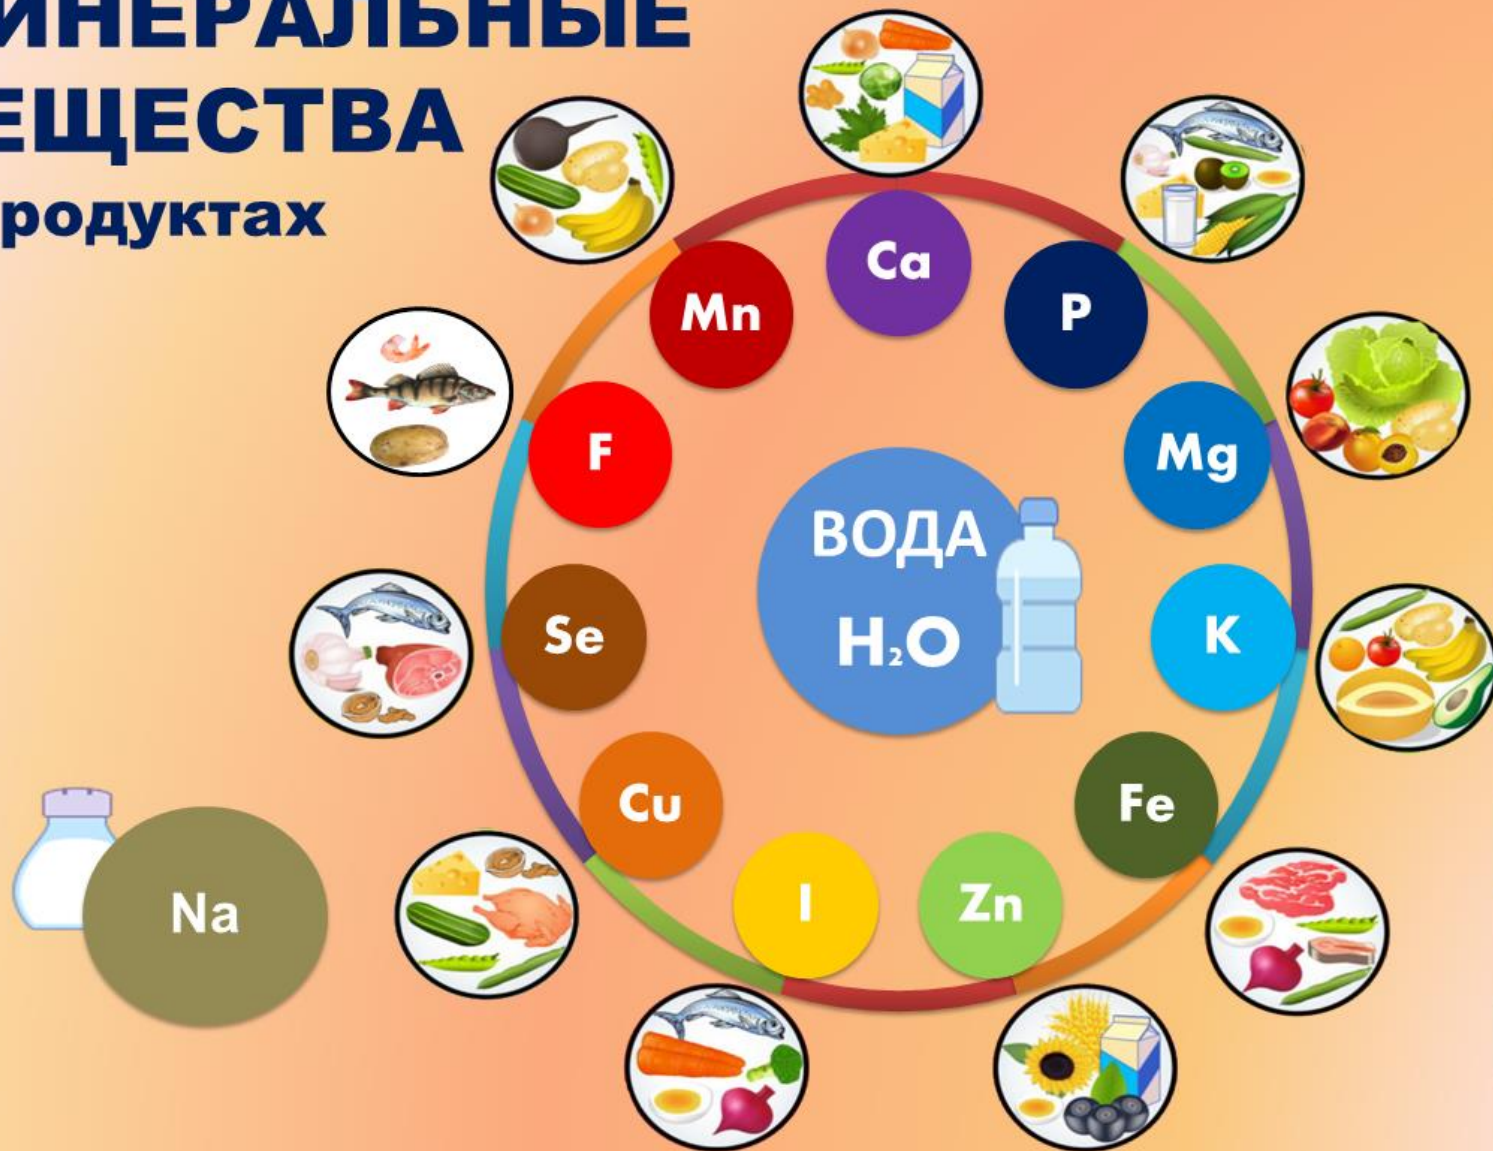 ИНЕРАЛЬНЫЕ
ЕЩЕСТВА
родуктах
Ca
Mn
P
F
Mg
ВОДА
H₂O
Se
K
Cu
Fe
I
Zn
Na